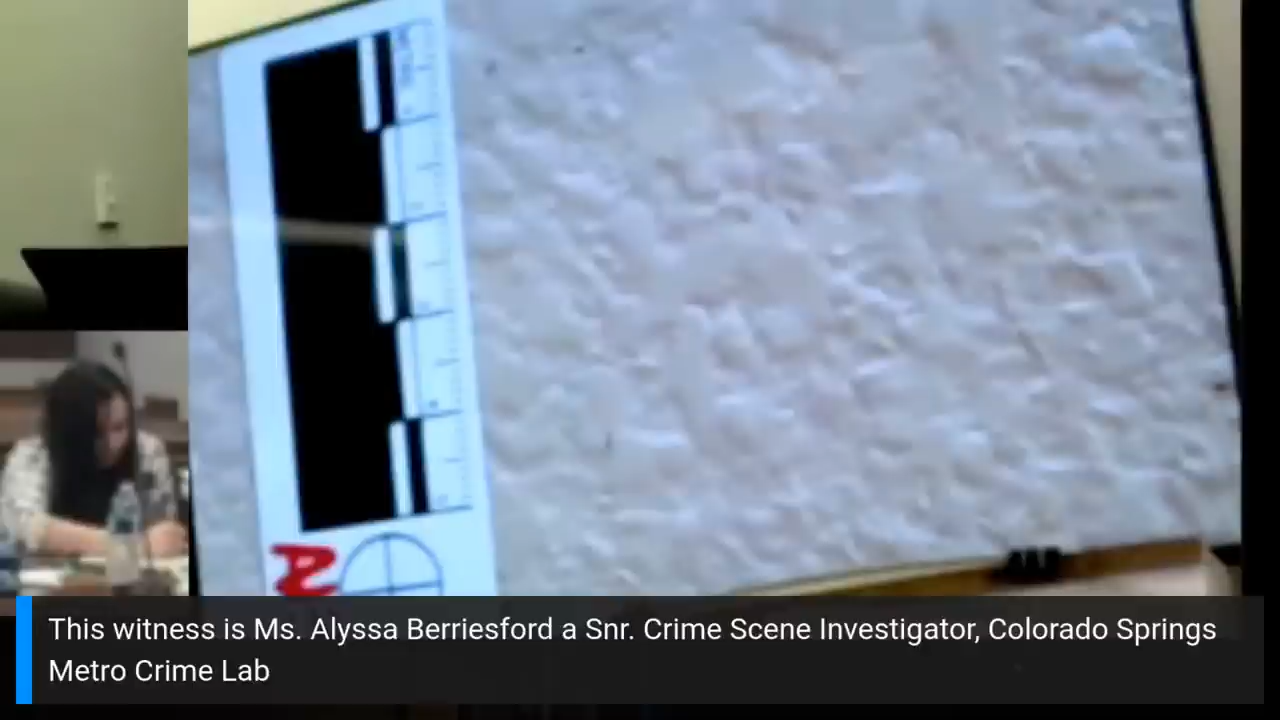 This witness is Ms. Alyssa Berriesford a Snr. Crime Scene Investigator, Colorado Springs
Metro Crime Lab